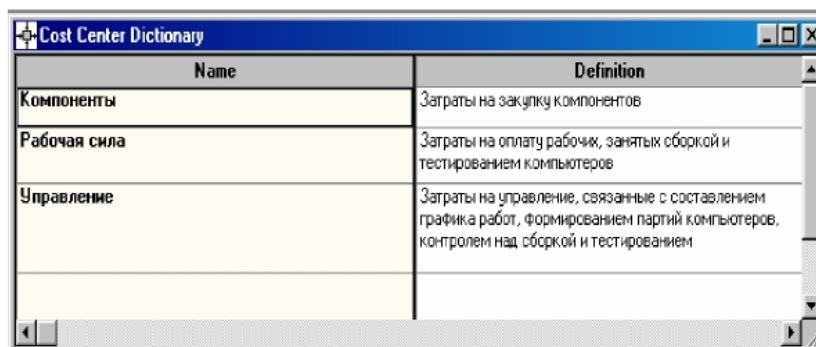 Cost Center Dictionary
Name
Definition
Компоненты
Затраты на закупку компонентов
Рабочая сила
Затраты на оплату рабочих, занятых сборкой и
тестированием компьютеров
Управление
Затраты на управление, связанные с составлением
графика работ, формированием партий компьютеров,
контролем над сборкой и тестированием